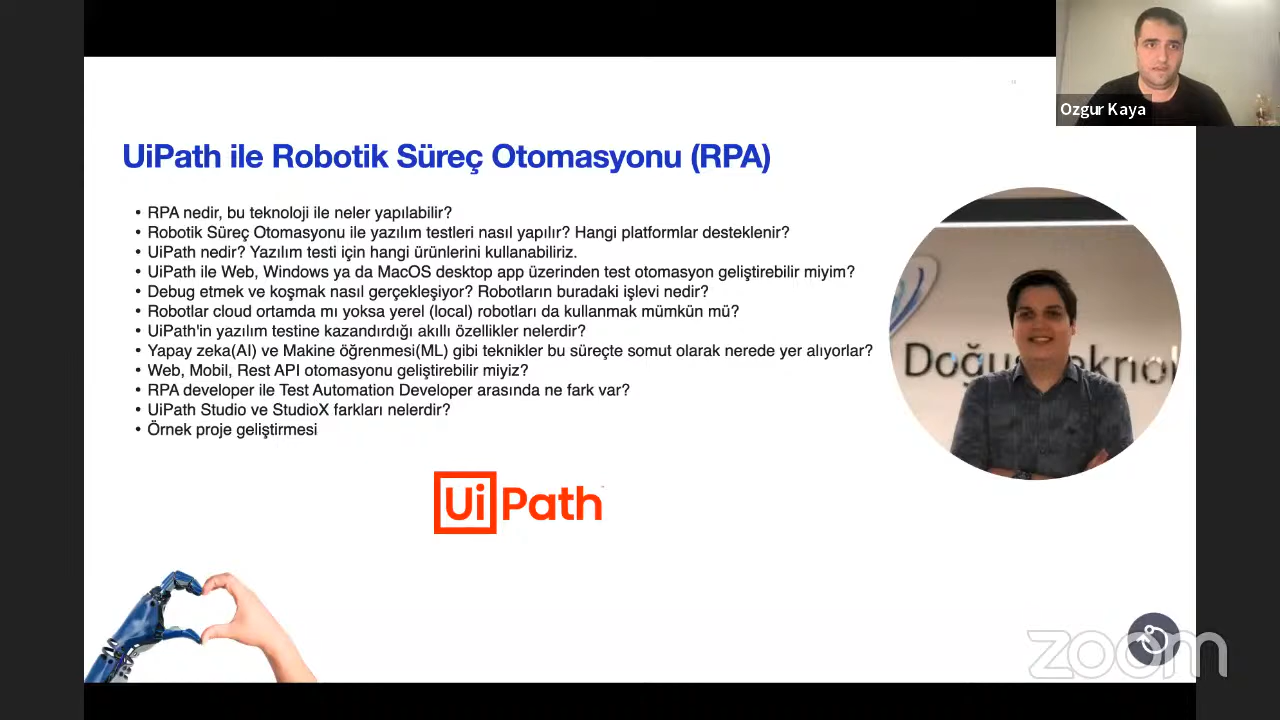 Ozgur Kaya
UiPath ile Robotik Süreç Otomasyonu (RPA)
• RPA nedir, bu teknoloji ile neler yapılabilir?
• Robotik Süreç Otomasyonu ile yazılım testleri nasıl yapılır? Hangi platformlar desteklenir?
• UiPath nedir? Yazılım testi için hangi ürünlerini kullanabiliriz.
• UiPath ile Web, Windows ya da MacOS desktop app üzerinden test otomasyon geliştirebilir miyim?
• Debug etmek ve koşmak nasıl gerçekleşiyor? Robotların buradaki işlevi nedir?
• Robotlar cloud ortamda mı yoksa yerel (local) robotları da kullanmak mümkün mü?
• UiPath'in yazılım testine kazandırdığı akıllı özellikler nelerdir?
• Yapay zeka(AI) ve Makine öğrenmesi(ML) gibi teknikler bu süreçte somut olarak nerede yer alıyorlar?
• Web, Mobil, Rest API otomasyonu geliştirebilir miyiz?
• RPA developer ile Test Automation Developer arasında ne fark var?
• UiPath Studio ve StudioX farkları nelerdir?
• Örnek proje geliştirmesi
UiPath
zoom